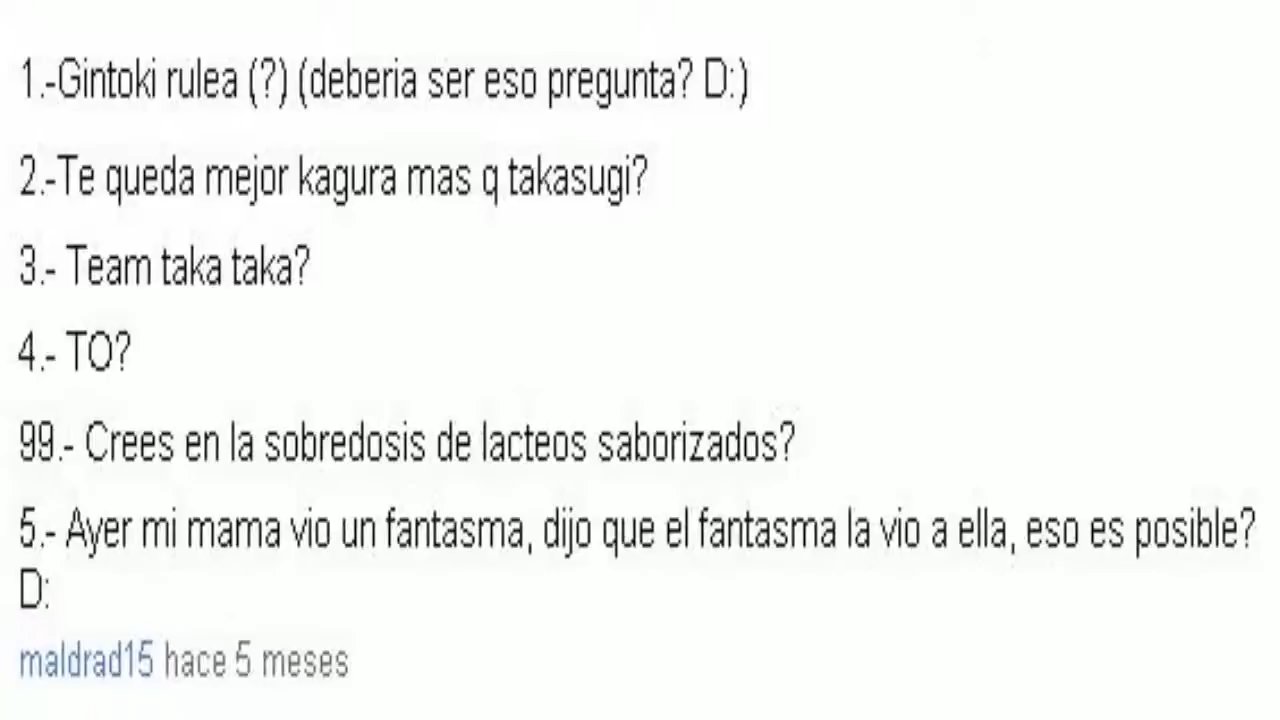 1.-Gintoki rulea (?) (deberia ser eso pregunta? D:)
2.-Te queda mejor kagura mas q takasugi?
3.- Team taka taka?
4.- TO?
99.- Crees en la sobredosis de lacteos saborizados?
5.- Ayer mi mama vio un fantasma, dijo que el fantasma la vio a ella, eso es posible?
D:
maldrad15 hace 5 meses